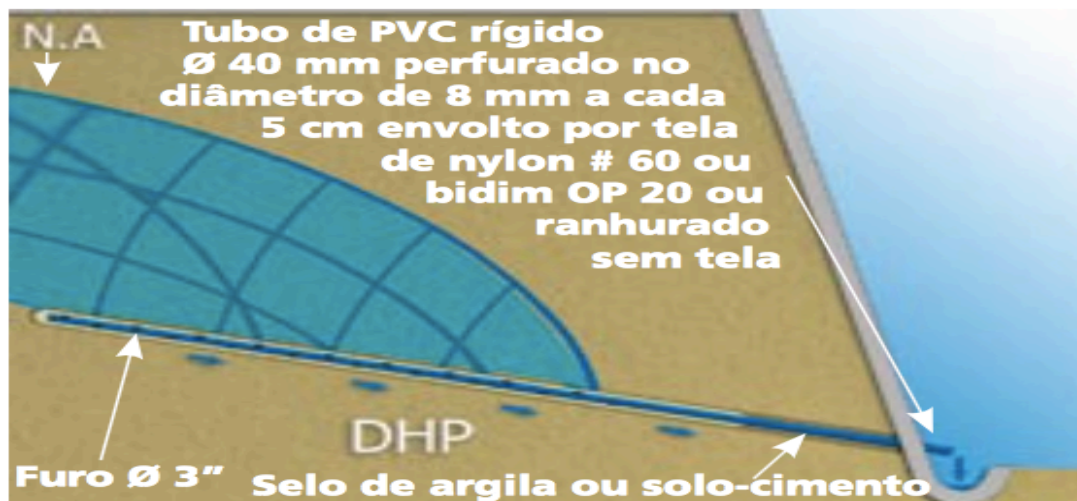 N.A
Tubo de PVC rígido
Ø 40 mm perfurado no
diâmetro de 8 mm a cada
5 cm envolto por tela
de nylon # 60 ou
bidim OP 20 ou
ranhurado
sem tela
DHP
Furo Ø 3”
Selo de argila ou solo-cimento